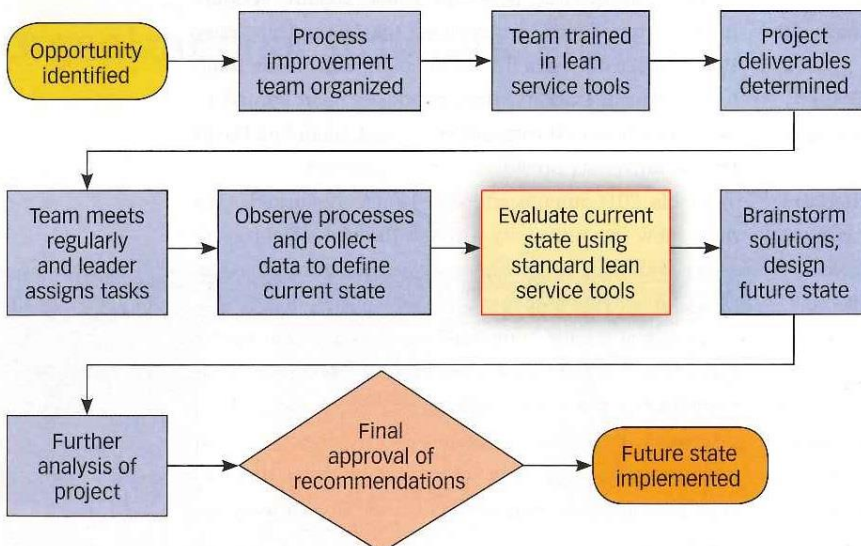 Opportunity
identified
Process
improvement
team organized
Team trained
in lean
service tools
Project
deliverables
determined
Team meets
regularly
and leader
assigns tasks
Observe processes
and collect
data to define
current state
Evaluate current
state using
standard lean
service tools
Brainstorm
solutions;
design
future state
Further
analysis of
project
Final
approval of
recommendations
Future state
implemented